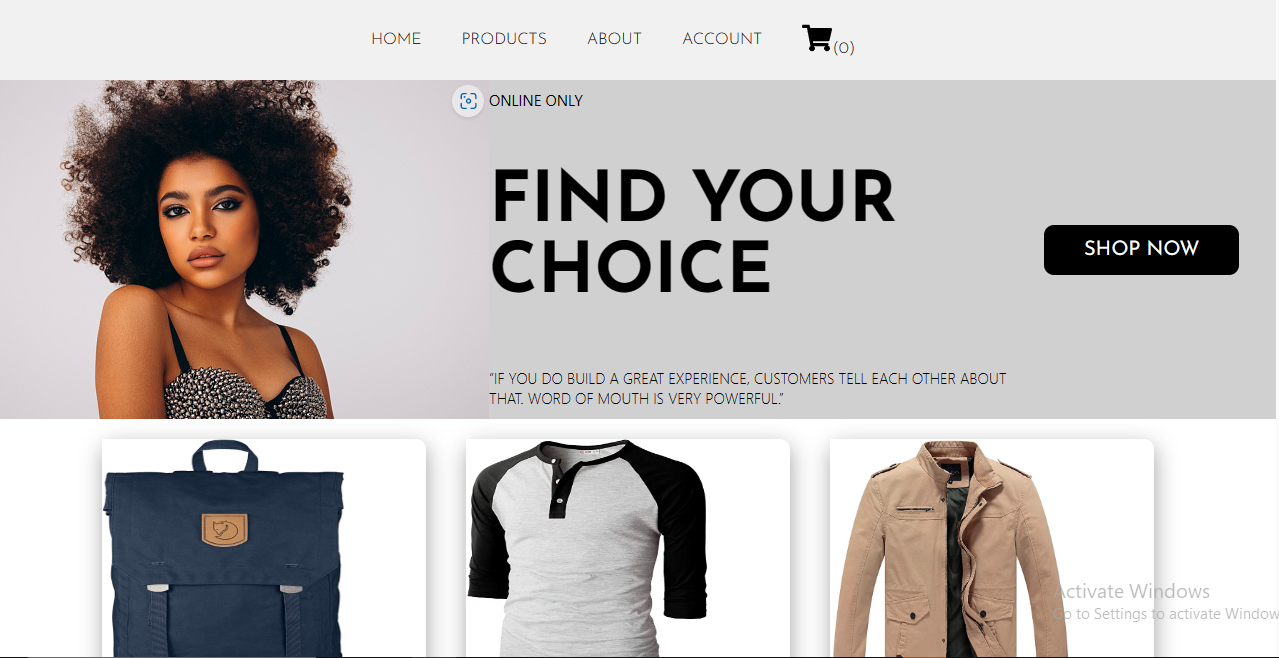 HOME PRODUCTS ABOUT ACCOUNT (0)
ONLINE ONLY
FIND YOUR
CHOICE
SHOP NOW
“IF YOU DO BUILD A GREAT EXPERIENCE, CUSTOMERS TELL EACH OTHER ABOUT
THAT. WORD OF MOUTH IS VERY POWERFUL.”
Activate Windows
Go to Settings to activate Window